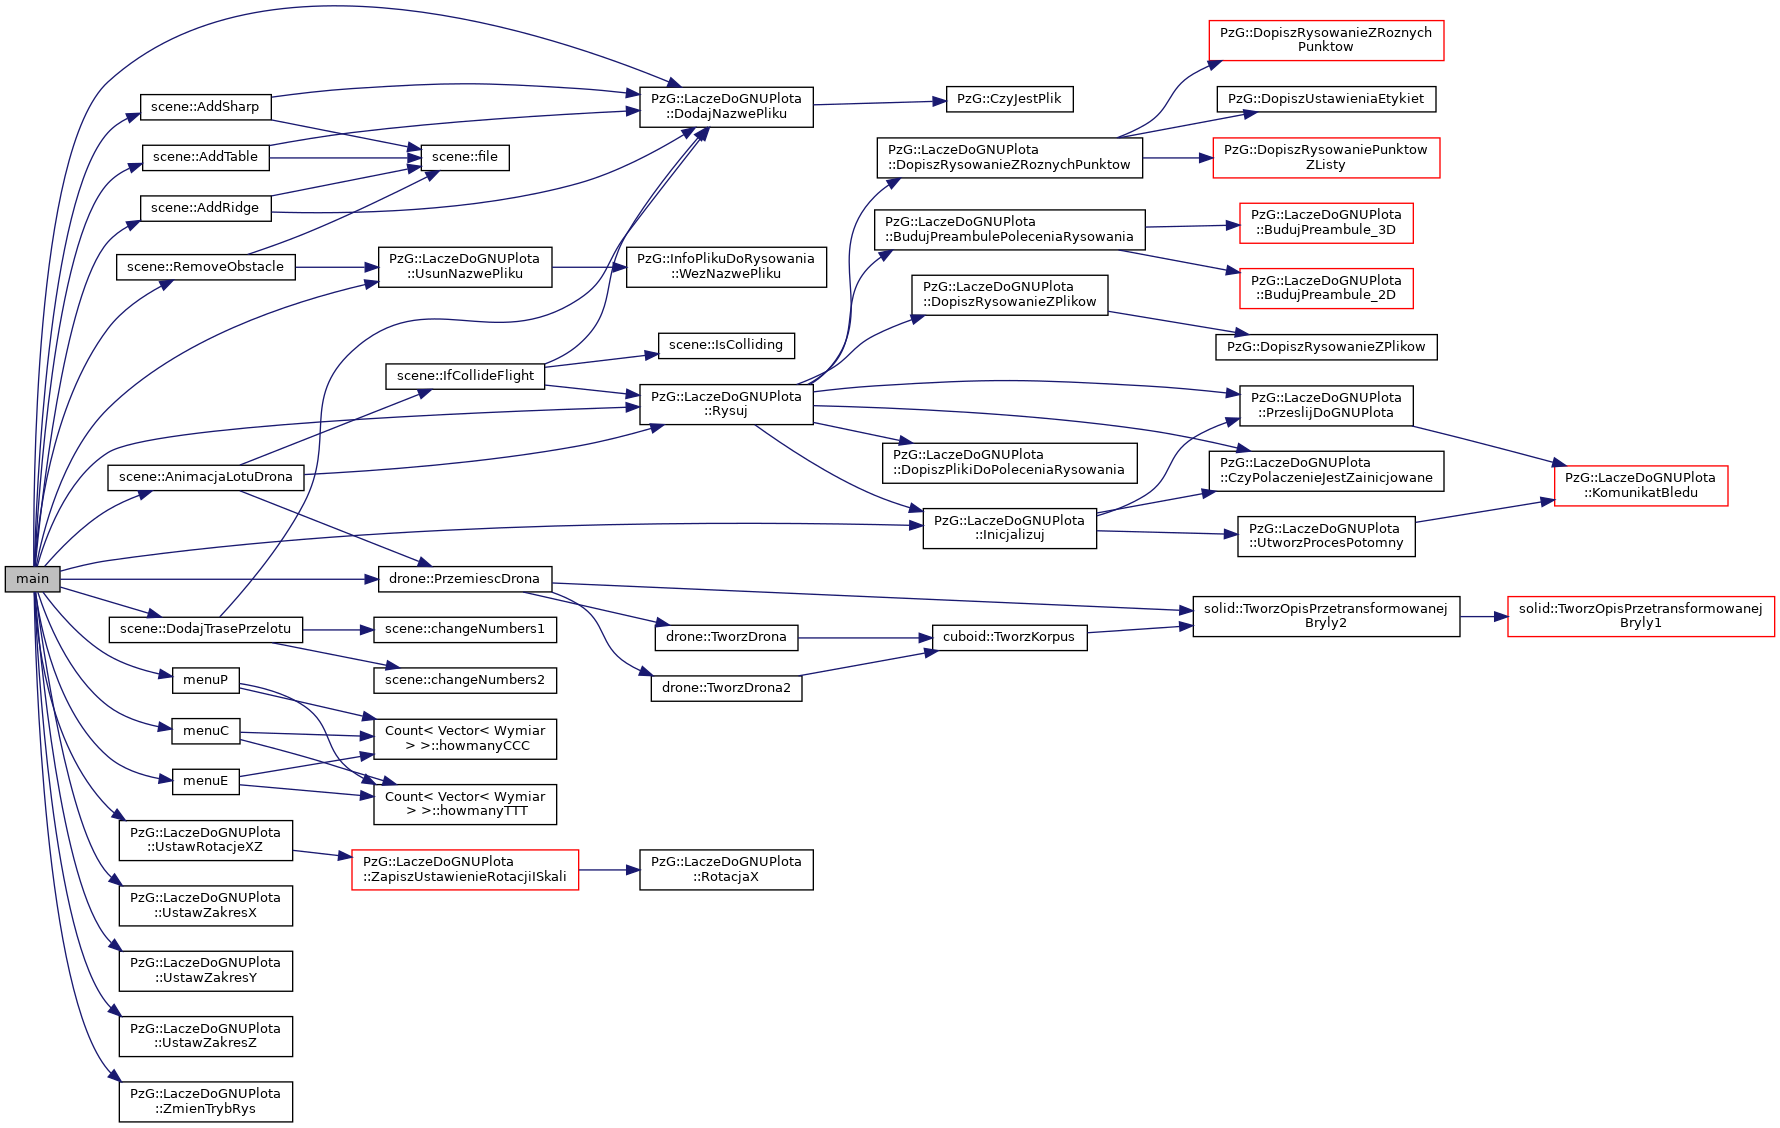 main
scene::AddSharp
scene::AddTable
scene::AddRidge
scene::RemoveObstacle
scene::AnimacjaLotuDrona
scene::DodajTrasePrzelotu
menuP
menuC
menuE
PzG::LaczeDoGNUPlota
::UstawRotacjeXZ
PzG::LaczeDoGNUPlota
::UstawZakresX
PzG::LaczeDoGNUPlota
::UstawZakresY
PzG::LaczeDoGNUPlota
::UstawZakresZ
PzG::LaczeDoGNUPlota
::ZmienTrybRys
scene::file
PzG::LaczeDoGNUPlota
::UsunNazwePliku
scene::IfCollideFlight
drone::PrzemiescDrona
scene::changeNumbers1
scene::changeNumbers2
Count< Vector< Wymiar
> >::howmanyCCC
Count< Vector< Wymiar
> >::howmanyTTT
PzG::LaczeDoGNUPlota
::ZapiszUstawienieRotacjiISkali
PzG::LaczeDoGNUPlota
::DodajNazwePliku
PzG::InfoPlikuDoRysowania
::WezNazwePliku
scene::IsColliding
PzG::LaczeDoGNUPlota
::Rysuj
drone::TworzDrona
drone::TworzDrona2
PzG::LaczeDoGNUPlota
::RotacjaX
PzG::CzyJestPlik
PzG::LaczeDoGNUPlota
::DopiszRysowanieZRoznychPunktow
PzG::LaczeDoGNUPlota
::BudujPreambulePoleceniaRysowania
PzG::LaczeDoGNUPlota
::DopiszRysowanieZPlikow
PzG::LaczeDoGNUPlota
::DopiszPlikiDoPoleceniaRysowania
PzG::LaczeDoGNUPlota
::Inicjalizuj
cuboid::TworzKorpus
PzG::DopiszRysowanieZRoznych
Punktow
PzG::DopiszUstawieniaEtykiet
PzG::DopiszRysowaniePunktow
ZListy
PzG::LaczeDoGNUPlota
::BudujPreambule_3D
PzG::LaczeDoGNUPlota
::BudujPreambule_2D
PzG::DopiszRysowanieZPlikow
PzG::LaczeDoGNUPlota
::PrzeslijDoGNUPlota
PzG::LaczeDoGNUPlota
::CzyPolaczenieJestZainicjowane
PzG::LaczeDoGNUPlota
::UtworzProcesPotomny
solid::TworzOpisPrzetransformowanej
Bryly2
PzG::LaczeDoGNUPlota
::KomunikatBledu
solid::TworzOpisPrzetransformowanej
Bryly1